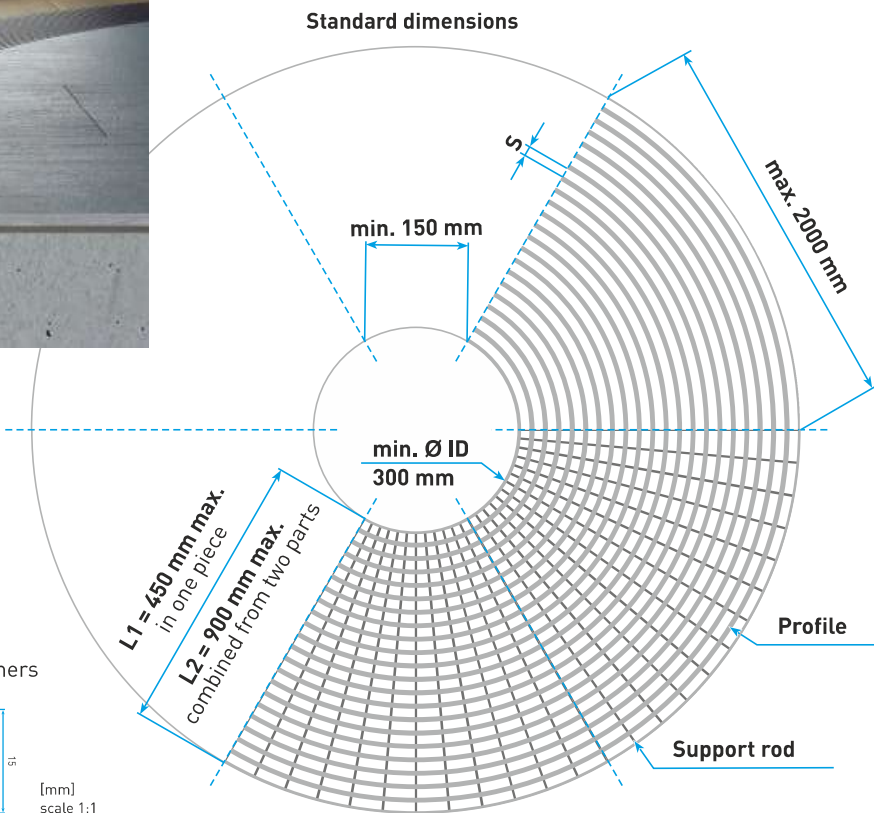 Standard dimensions
S
max. 2000 mm
min. 150 mm
min. Ø ID
300 mm
L1 = 450 mm max.
in one piece
L2 = 900 mm max.
combined from two parts
Profile
Support rod
ners
15
[mm]
scale 1:1